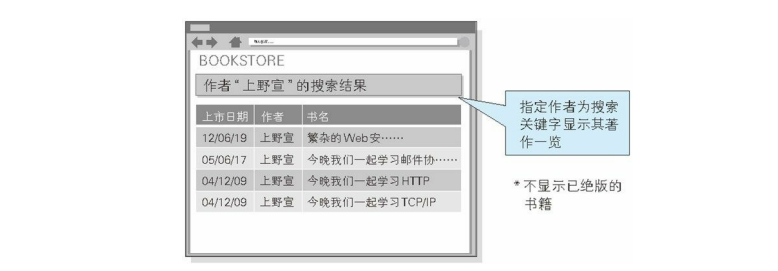 BOOKSTORE
作者“上野宣”的搜索结果
上市日期 作者 书名
12/06/19 上野宣 繁杂的Web安……
05/06/17 上野宣 今晚我们一起学习邮件协……
04/12/09 上野宣 今晚我们一起学习HTTP
04/12/09 上野宣 今晚我们一起学习TCP/IP
指定作者为搜索
关键字显示其著
作一览
*不显示已绝版的
书籍